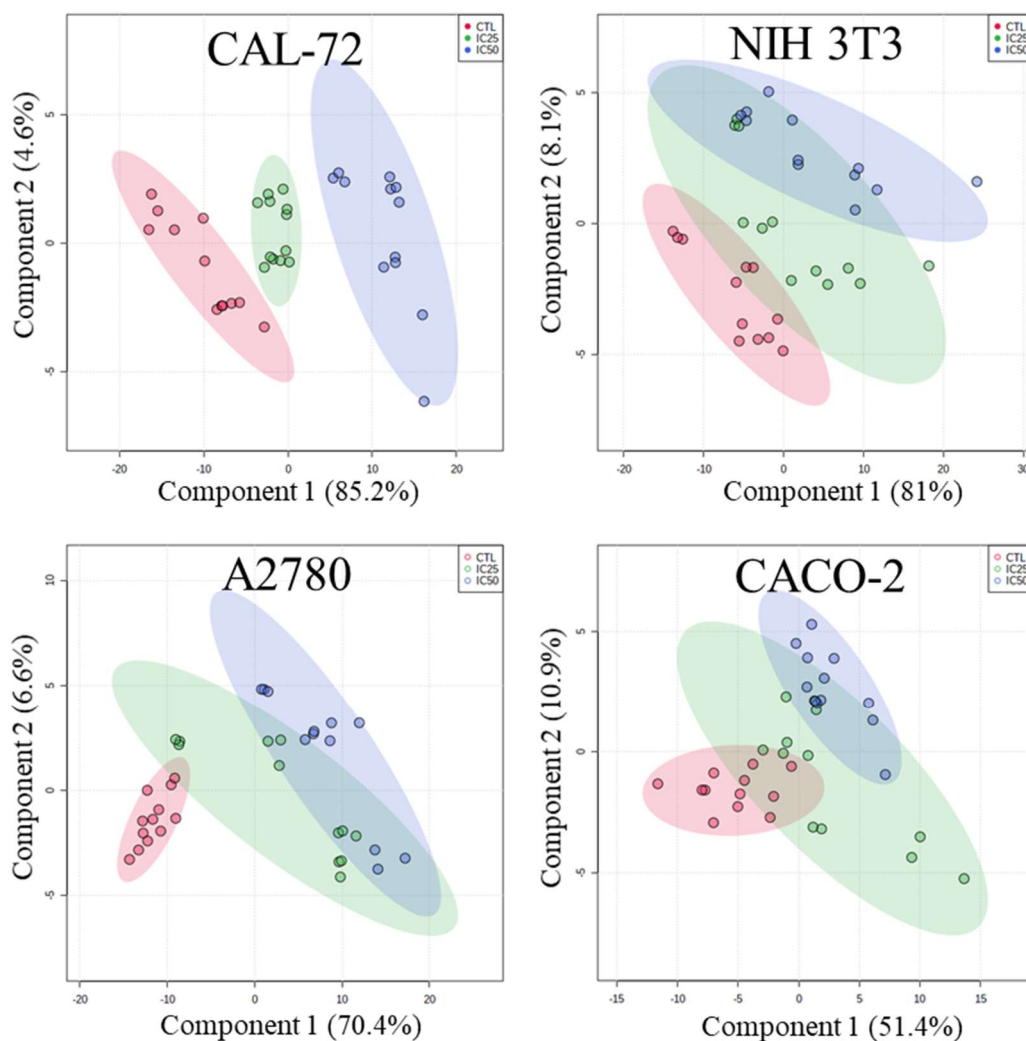 CAL-72
CTL
IC25
IC50
Component 2 (4.6%)
5
0
-5
-20
-10
0
10
20
Component 1 (85.2%)
NIH 3T3
CTL
IC25
IC50
Component 2 (8.1%)
5
0
-5
-20
-10
0
10
20
30
Component 1 (81%)
A2780
CTL
IC25
IC50
Component 2 (6.6%)
10
5
0
-5
-20
-10
0
10
20
Component 1 (70.4%)
CACO-2
CTL
IC25
IC50
Component 2 (10.9%)
5
0
-5
-15
-10
-5
0
5
10
15
Component 1 (51.4%)